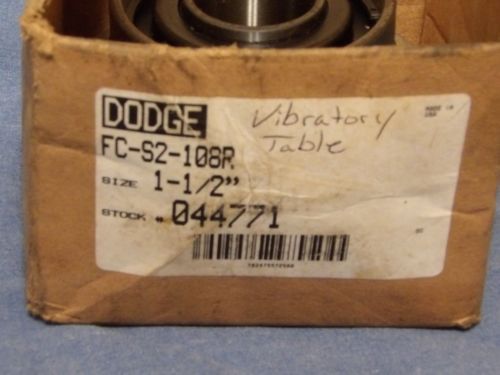 DODGE
Vibratory
Table
MADE IN
USA
FC-S2-108R
SIZE 1-1/2"
STOCK # 044771